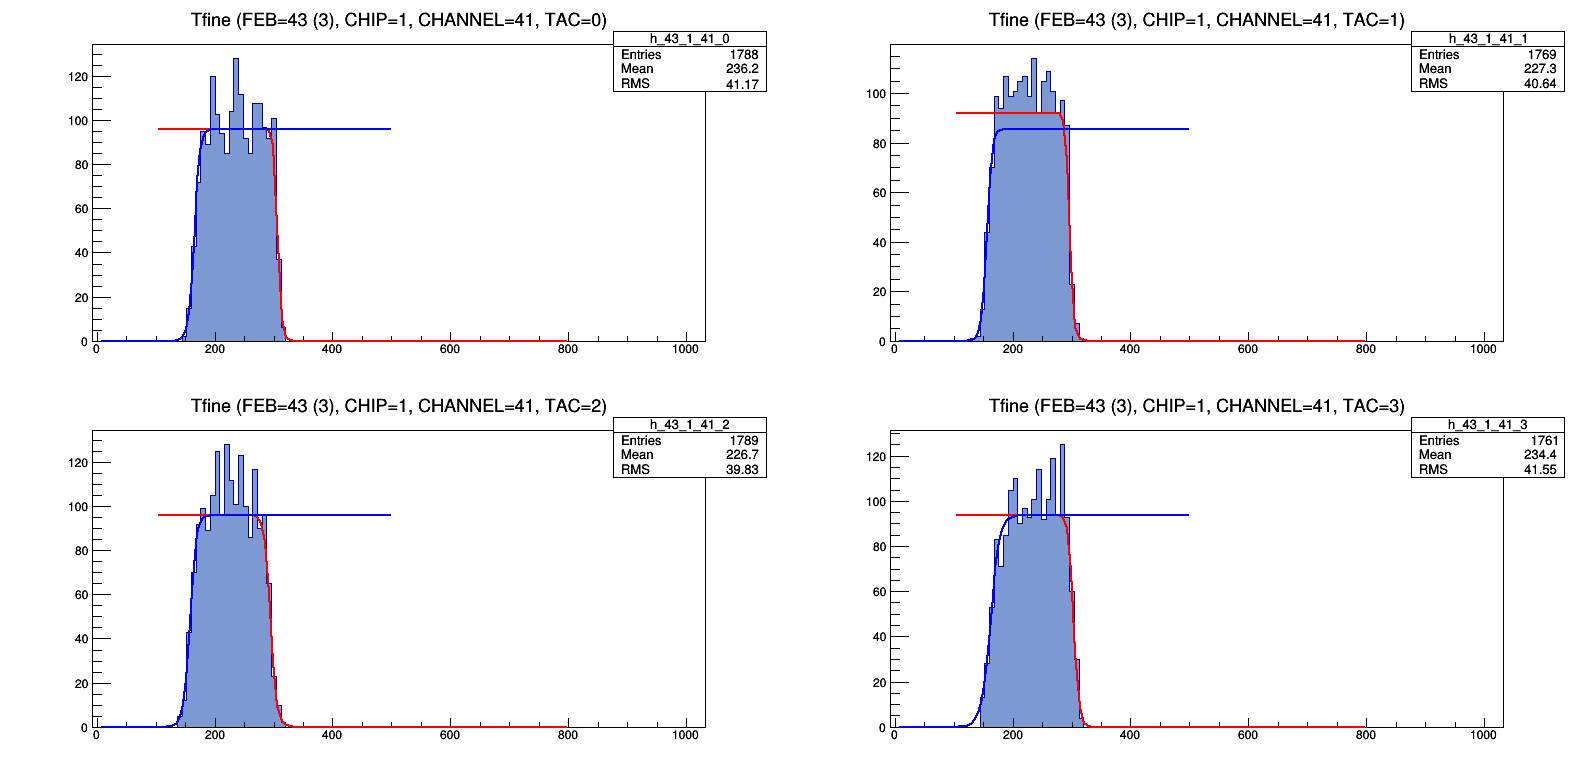 Tfine (FEB=43 (3), CHIP=1, CHANNEL=41, TAC=0)
h_43_1_41_0
Entries 1788
Mean 236.2
RMS 41.17
120
100
80
60
40
20
0
0 200 400 600 800 1000
Tfine (FEB=43 (3), CHIP=1, CHANNEL=41, TAC=1)
h_43_1_41_1
Entries 1769
Mean 227.3
RMS 40.64
100
80
60
40
20
0
0 200 400 600 800 1000
Tfine (FEB=43 (3), CHIP=1, CHANNEL=41, TAC=2)
h_43_1_41_2
Entries 1789
Mean 226.7
RMS 39.83
120
100
80
60
40
20
0
0 200 400 600 800 1000
Tfine (FEB=43 (3), CHIP=1, CHANNEL=41, TAC=3)
h_43_1_41_3
Entries 1761
Mean 234.4
RMS 41.55
120
100
80
60
40
20
0
0 200 400 600 800 1000